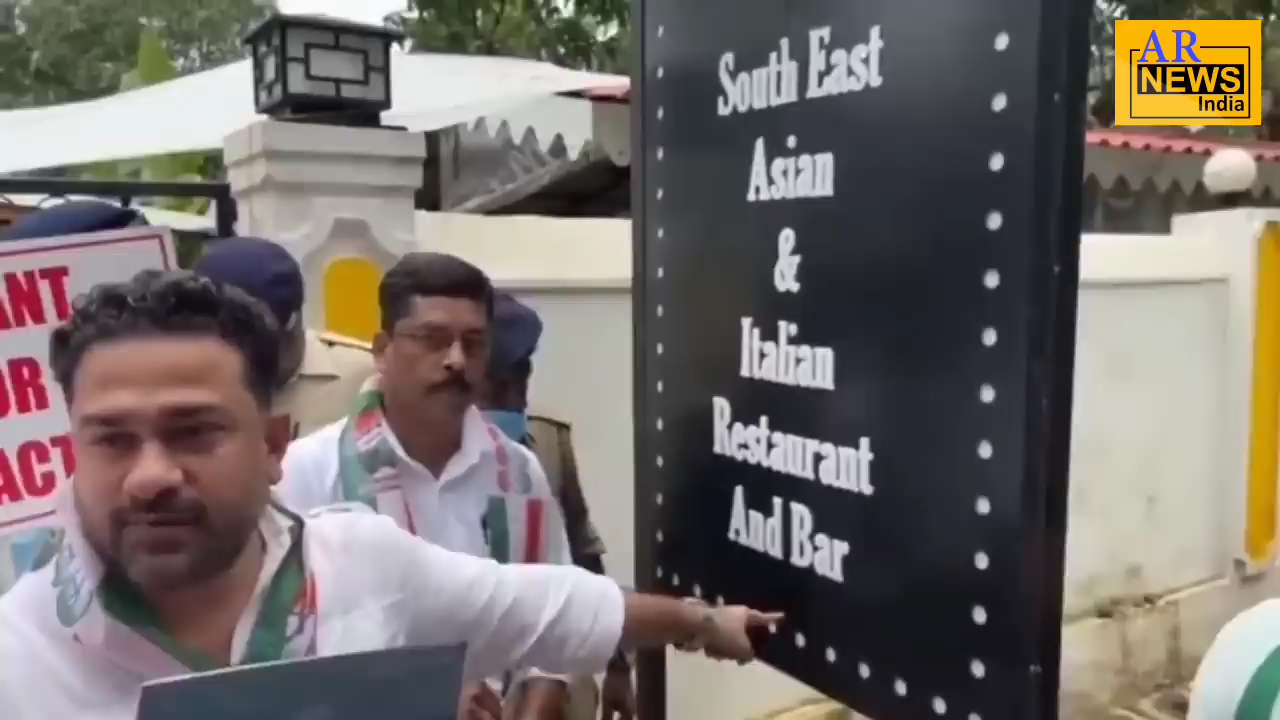 AR
NEWS
India
South East
Asian
&
Italian
Restaurant
And Bar
ANT
OR
ACT